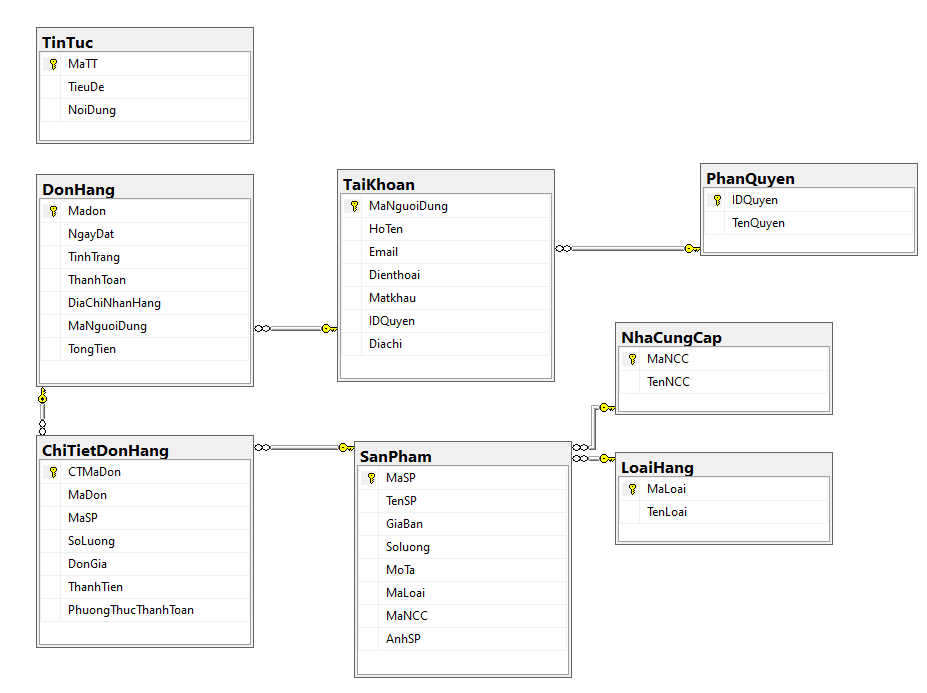 TinTuc
MaTT
TieuDe
NoiDung
DonHang
Madon
NgayDat
TinhTrang
ThanhToan
DiaChiNhanHang
MaNguoiDung
TongTien
TaiKhoan
MaNguoiDung
HoTen
Email
Dienthoai
Matkhau
IDQuyen
Diachi
PhanQuyen
IDQuyen
TenQuyen
NhaCungCap
MaNCC
TenNCC
ChiTietDonHang
CTMaDon
MaDon
MaSP
SoLuong
DonGia
ThanhTien
PhuongThucThanhToan
SanPham
MaSP
TenSP
GiaBan
Soluong
MoTa
MaLoai
MaNCC
AnhSP
LoaiHang
MaLoai
TenLoai